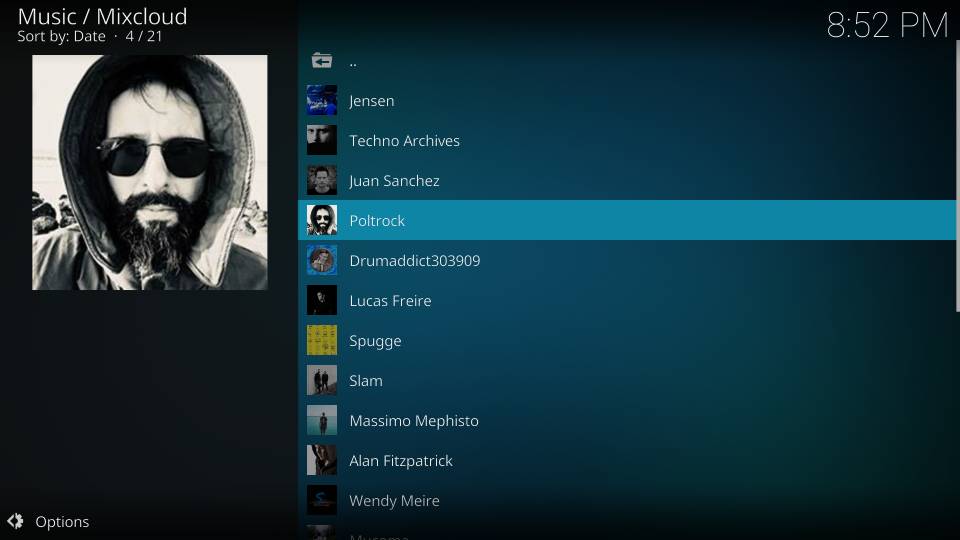 Music / Mixcloud
Sort by: Date · 4 / 21
8:52 PM
..
Jensen
Techno Archives
Juan Sanchez
Poltrock
Drumaddict303909
Lucas Freire
Spugge
Slam
Massimo Mephisto
Alan Fitzpatrick
Wendy Meire
Options